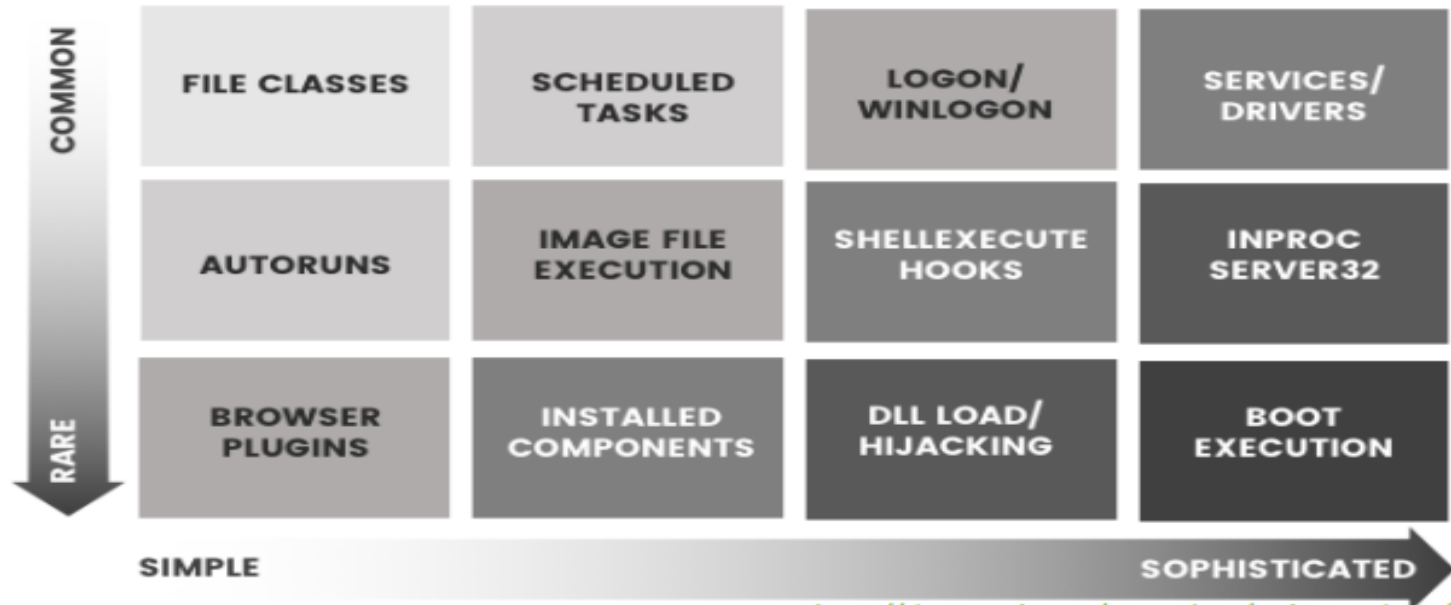 COMMON
FILE CLASSES
SCHEDULED
TASKS
LOGON/
WINLOGON
SERVICES/
DRIVERS
AUTORUNS
IMAGE FILE
EXECUTION
SHELLEXECUTE
HOOKS
INPROC
SERVER32
RARE
BROWSER
PLUGINS
INSTALLED
COMPONENTS
DLL LOAD/
HIJACKING
BOOT
EXECUTION
SIMPLE
SOPHISTICATED